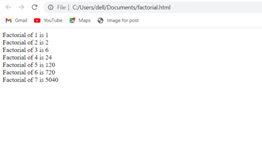 File | C:/Users/dell/Documents/factorial.html
Gmail YouTube Maps Image for post
Factorial of 1 is 1
Factorial of 2 is 2
Factorial of 3 is 6
Factorial of 4 is 24
Factorial of 5 is 120
Factorial of 6 is 720
Factorial of 7 is 5040